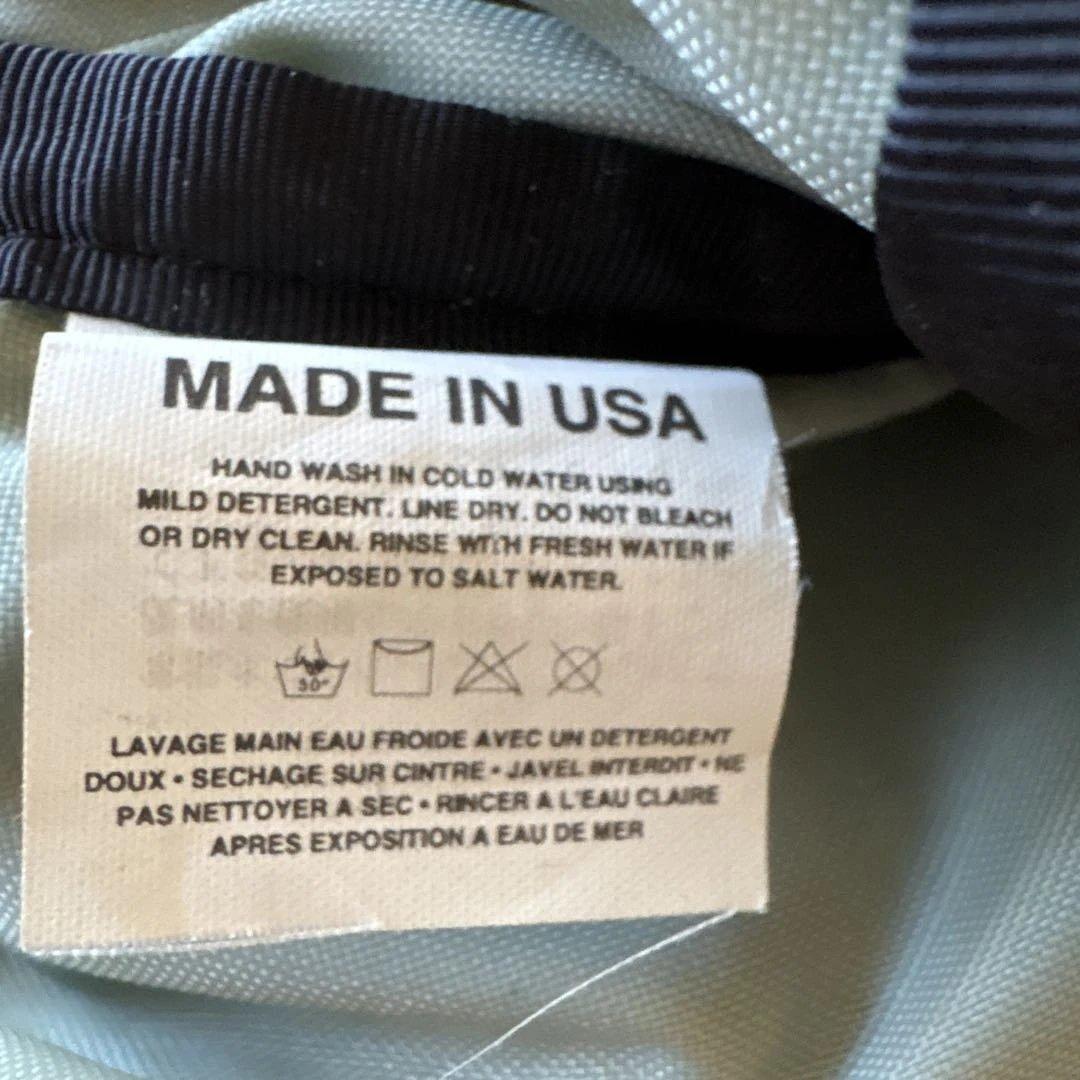 MADE IN USA
HAND WASH IN COLD WATER USING
MILD DETERGENT. LINE DRY. DO NOT BLEACH
OR DRY CLEAN. RINSE WITH FRESH WATER IF
EXPOSED TO SALT WATER.
30°
LAVAGE MAIN EAU FROIDE AVEC UN DETERGENT
DOUX • SECHAGE SUR CINTRE • JAVEL INTERDIT • NE
PAS NETTOYER A SEC • RINCER A L'EAU CLAIRE
APRES EXPOSITION A EAU DE MER